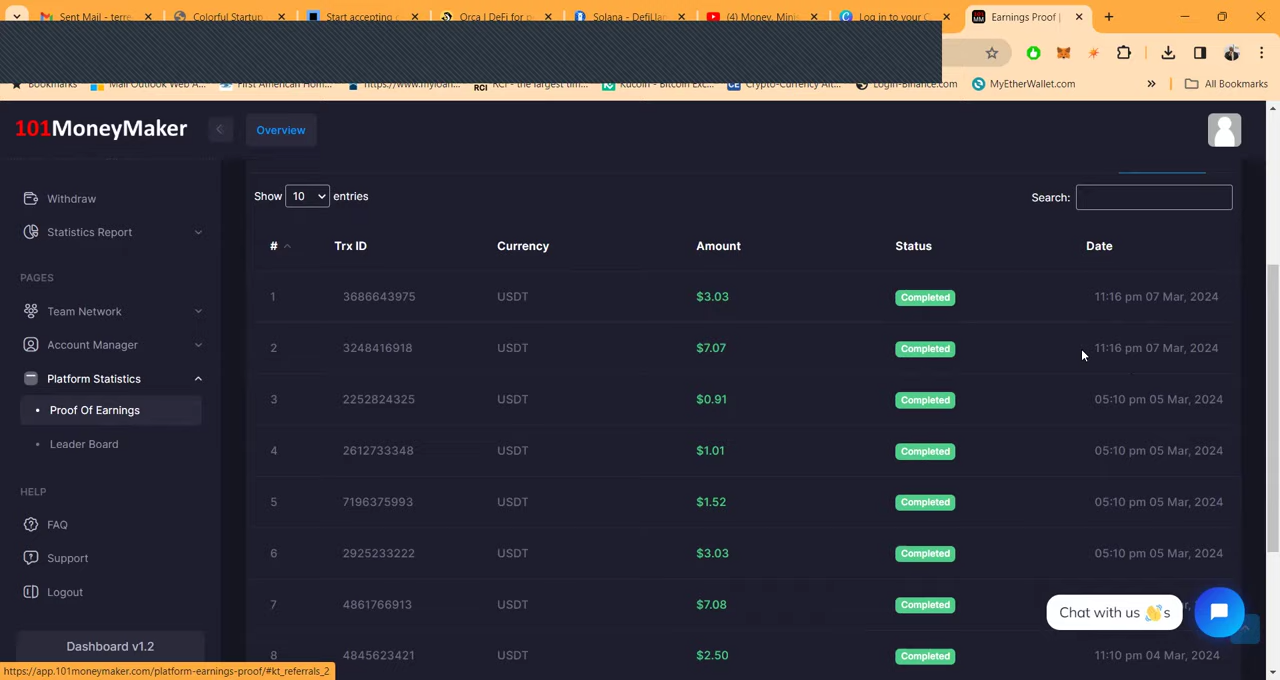 Sent Mail - terre
Colorful Startup
Start accepting
Orca | DeFi for p
Solana - DefiLla
(4) Money, Mini
Log in to your C
Earnings Proof |
Bookmarks
Mail Outlook Web A...
First American Hom...
https://www.myloan...
RCI - the largest tim...
Kucoin - Bitcoin Exc...
Crypto-Currency Alt...
Login-Binance.com
MyEtherWallet.com
» All Bookmarks
101MoneyMaker
Overview
Withdraw
Statistics Report
PAGES
Team Network
Account Manager
Platform Statistics
Proof Of Earnings
Leader Board
HELP
FAQ
Support
Logout
Dashboard v1.2
Show 10 entries
Search:
# Trx ID Currency Amount Status Date
1 3686643975 USDT $3.03 Completed 11:16 pm 07 Mar, 2024
2 3248416918 USDT $7.07 Completed 11:16 pm 07 Mar, 2024
3 2252824325 USDT $0.91 Completed 05:10 pm 05 Mar, 2024
4 2612733348 USDT $1.01 Completed 05:10 pm 05 Mar, 2024
5 7196375993 USDT $1.52 Completed 05:10 pm 05 Mar, 2024
6 2925233222 USDT $3.03 Completed 05:10 pm 05 Mar, 2024
7 4861766913 USDT $7.08 Completed
8 4845623421 USDT $2.50 Completed 11:10 pm 04 Mar, 2024
Chat with us 👋s
https://app.101moneymaker.com/platform-earnings-proof/#kt_referrals_2